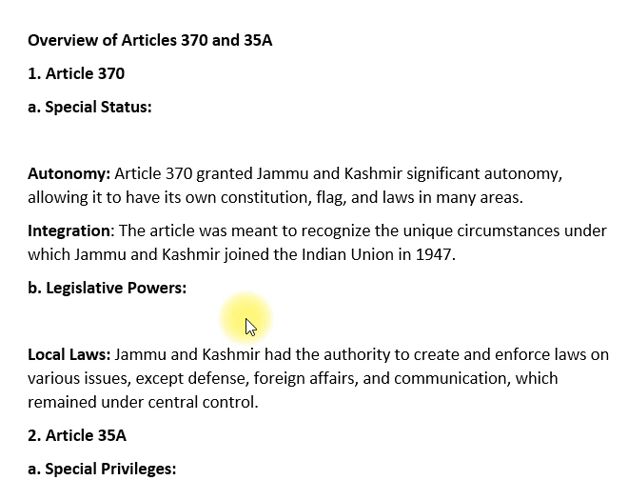 Overview of Articles 370 and 35A
1. Article 370
a. Special Status:
Autonomy: Article 370 granted Jammu and Kashmir significant autonomy,
allowing it to have its own constitution, flag, and laws in many areas.
Integration: The article was meant to recognize the unique circumstances under
which Jammu and Kashmir joined the Indian Union in 1947.
b. Legislative Powers:
Local Laws: Jammu and Kashmir had the authority to create and enforce laws on
various issues, except defense, foreign affairs, and communication, which
remained under central control.
2. Article 35A
a. Special Privileges: